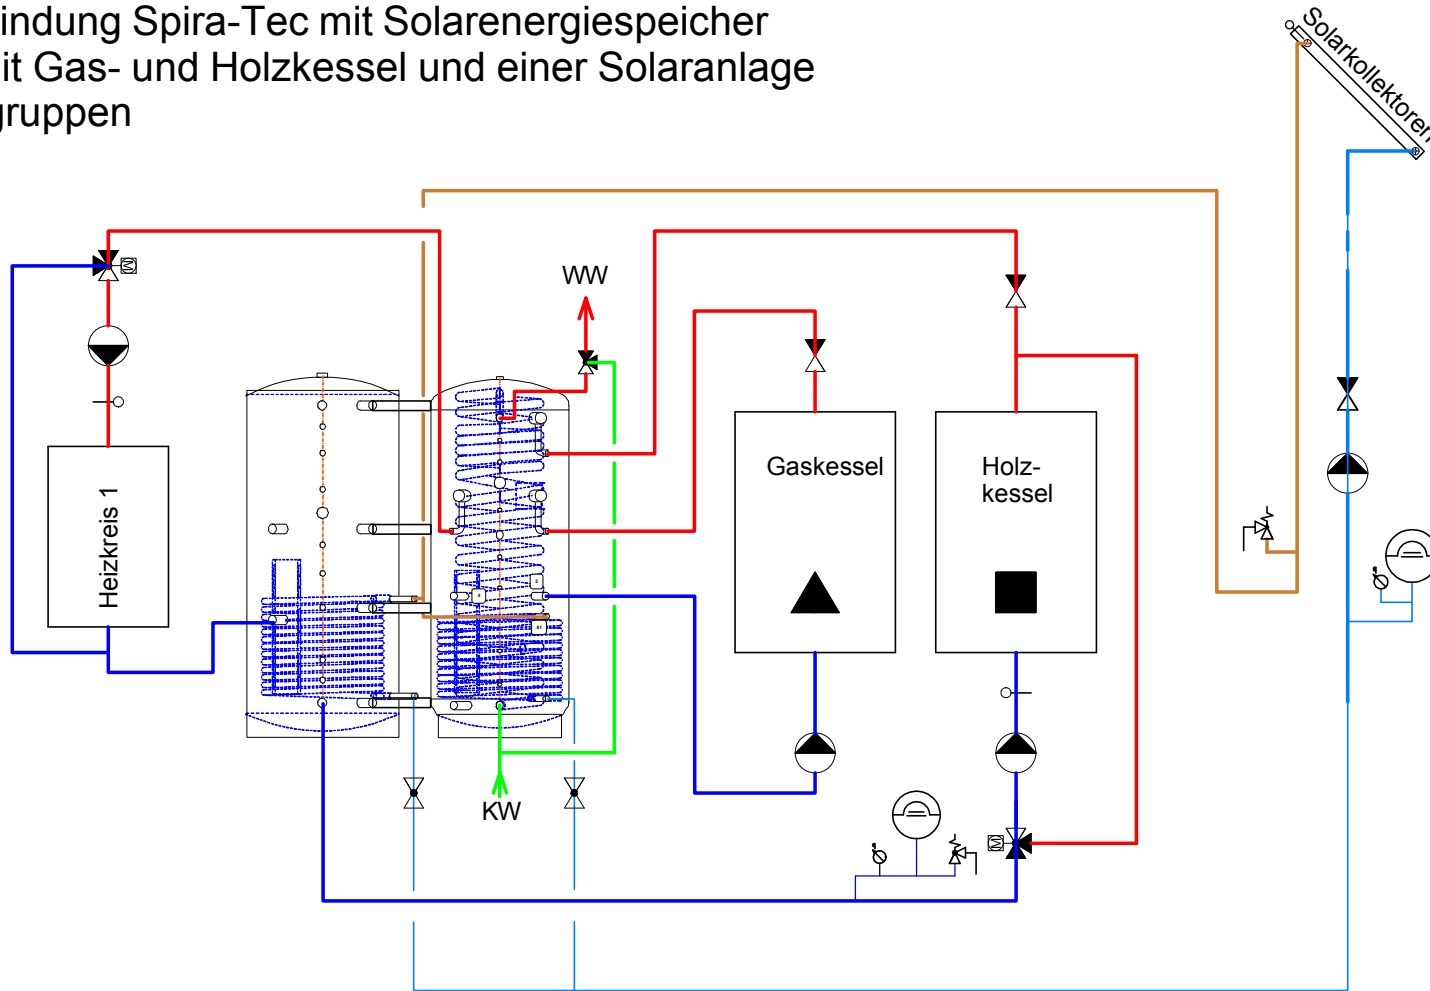 indung Spira-Tec mit Solarenergiespeicher
it Gas- und Holzkessel und einer Solaranlage
gruppen
Solarkollektoren
WW
Gaskessel
Holz-
kessel
Heizkreis 1
KW
M
M